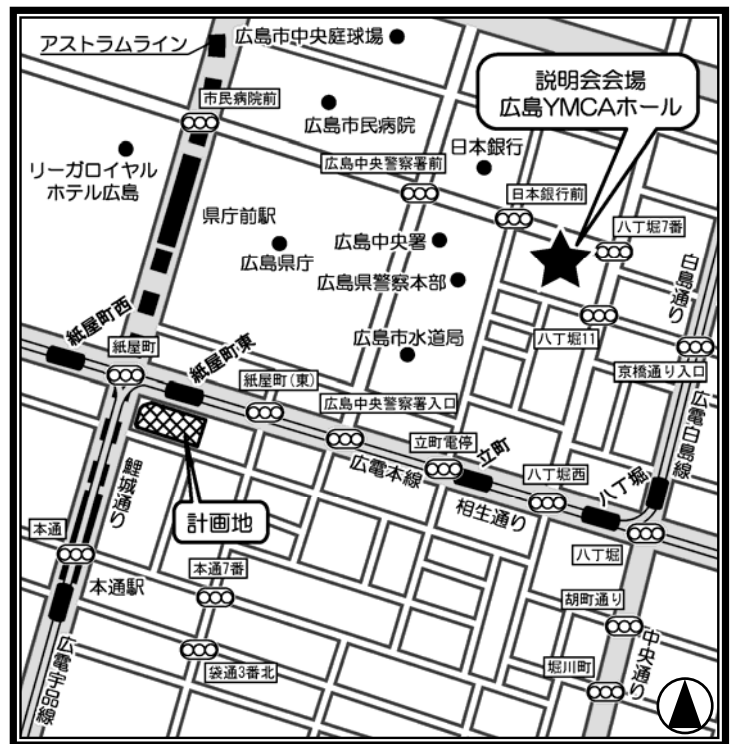 アストラムライン
広島市中央庭球場
説明会会場
広島YMCAホール
市民病院前
広島市民病院
日本銀行
リーガロイヤル
ホテル広島
広島中央警察署前
日本銀行前
県庁前駅
八丁堀7番
白島通り
広島中央署
広島県庁
広島県警察本部
紙屋町西
紙屋町
紙屋町東
広島市水道局
八丁堀11
京橋通り入口
紙屋町(東)
広島中央警察署入口
広電白島線
立町電停
立町
広電本線
八丁堀西
八丁堀
相生通り
鯉城通り
計画地
本通
八丁堀
本通駅
本通7番
胡町通り
中央通り
袋通3番北
堀川町
広電宇品線